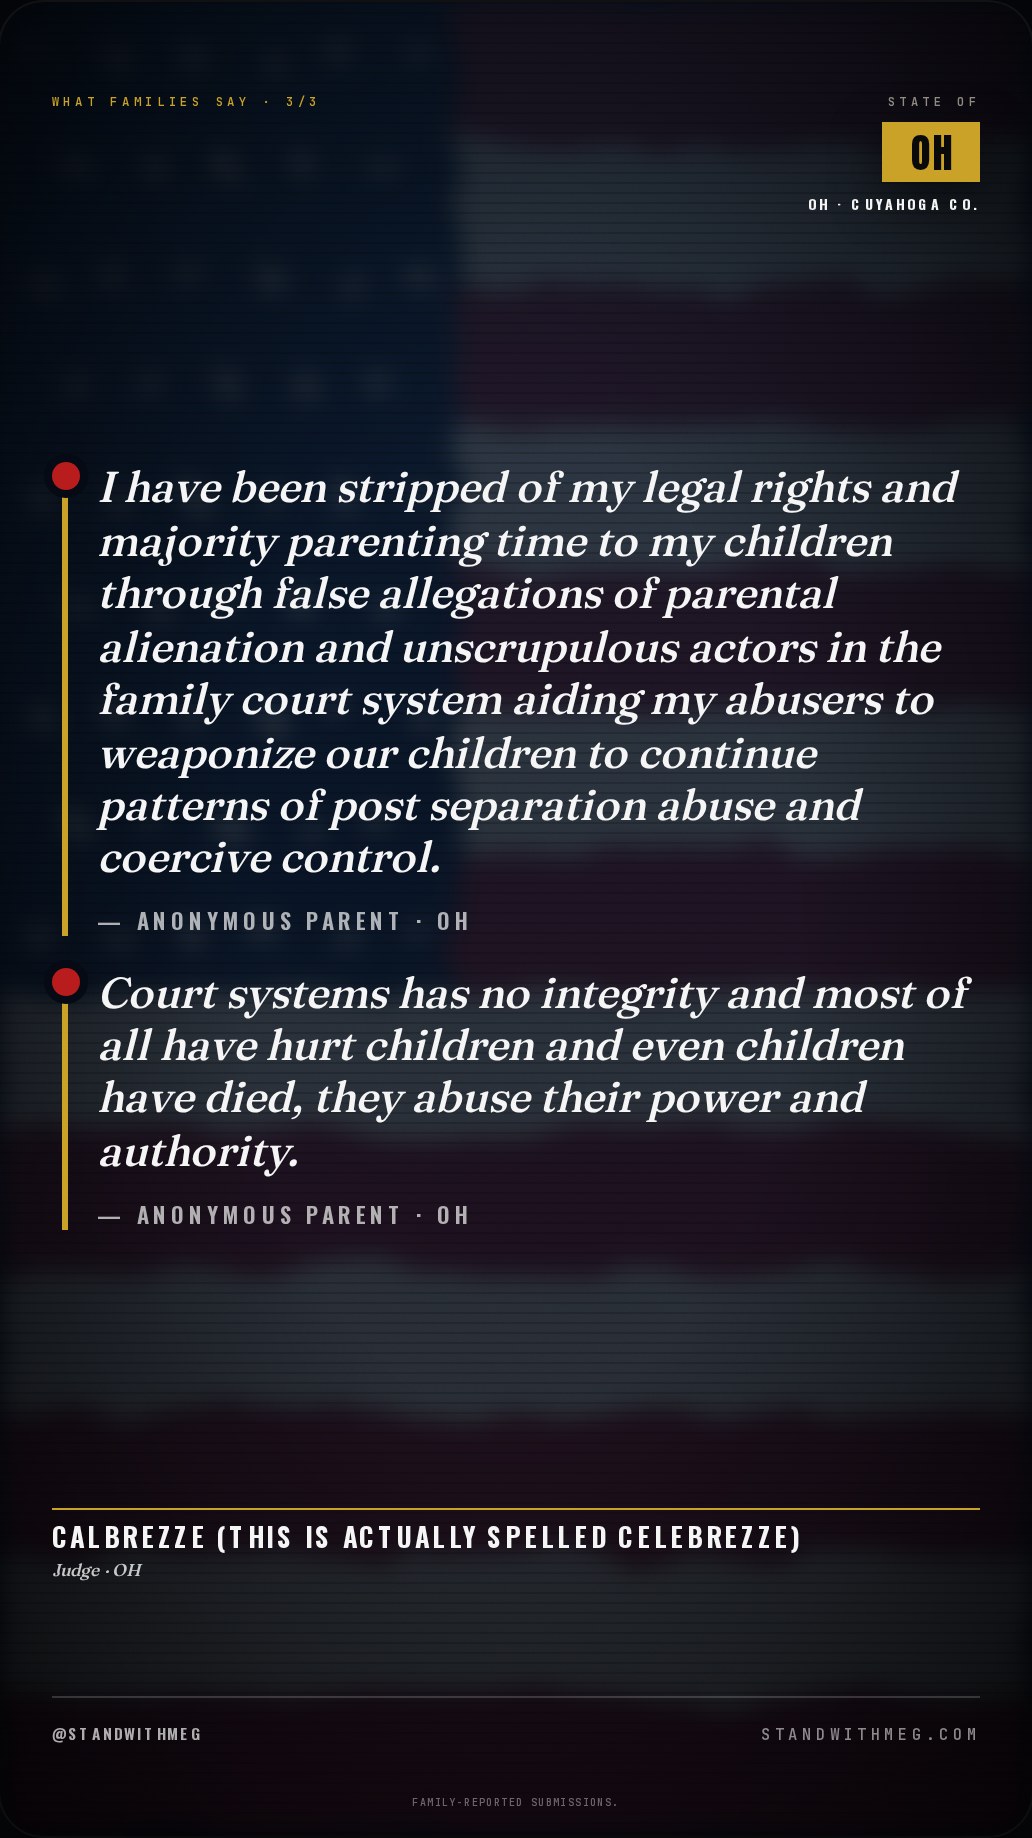 WHAT FAMILIES SAY · 3/3
STATE OF
OH
OH · CUYAHOGA CO.
I have been stripped of my legal rights and
majority parenting time to my children
through false allegations of parental
alienation and unscrupulous actors in the
family court system aiding my abusers to
weaponize our children to continue
patterns of post separation abuse and
coercive control.
— ANONYMOUS PARENT · OH
Court systems has no integrity and most of
all have hurt children and even children
have died, they abuse their power and
authority.
— ANONYMOUS PARENT · OH
CALBREZZE (THIS IS ACTUALLY SPELLED CELEBREZZE)
Judge · OH
@STANDWITHMEG
STANDWITHMEG.COM
FAMILY-REPORTED SUBMISSIONS.